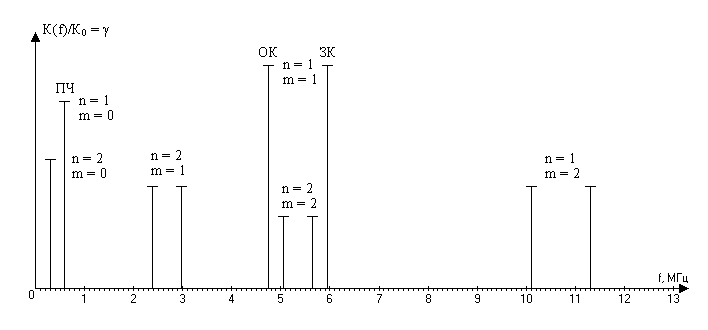 K(f)/K₀ = γ
ОК
ЗК
n = 1
m = 1
ПЧ
n = 1
m = 0
n = 2
m = 0
n = 2
m = 1
n = 2
m = 2
n = 1
m = 2
f, МГц
0 1 2 3 4 5 6 7 8 9 10 11 12 13